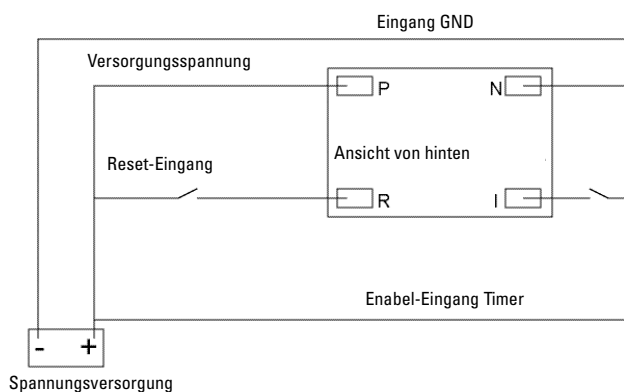 Eingang GND
Versorgungsspannung
P
N
Ansicht von hinten
Reset-Eingang
R
I
Enabel-Eingang Timer
- +
Spannungsversorgung